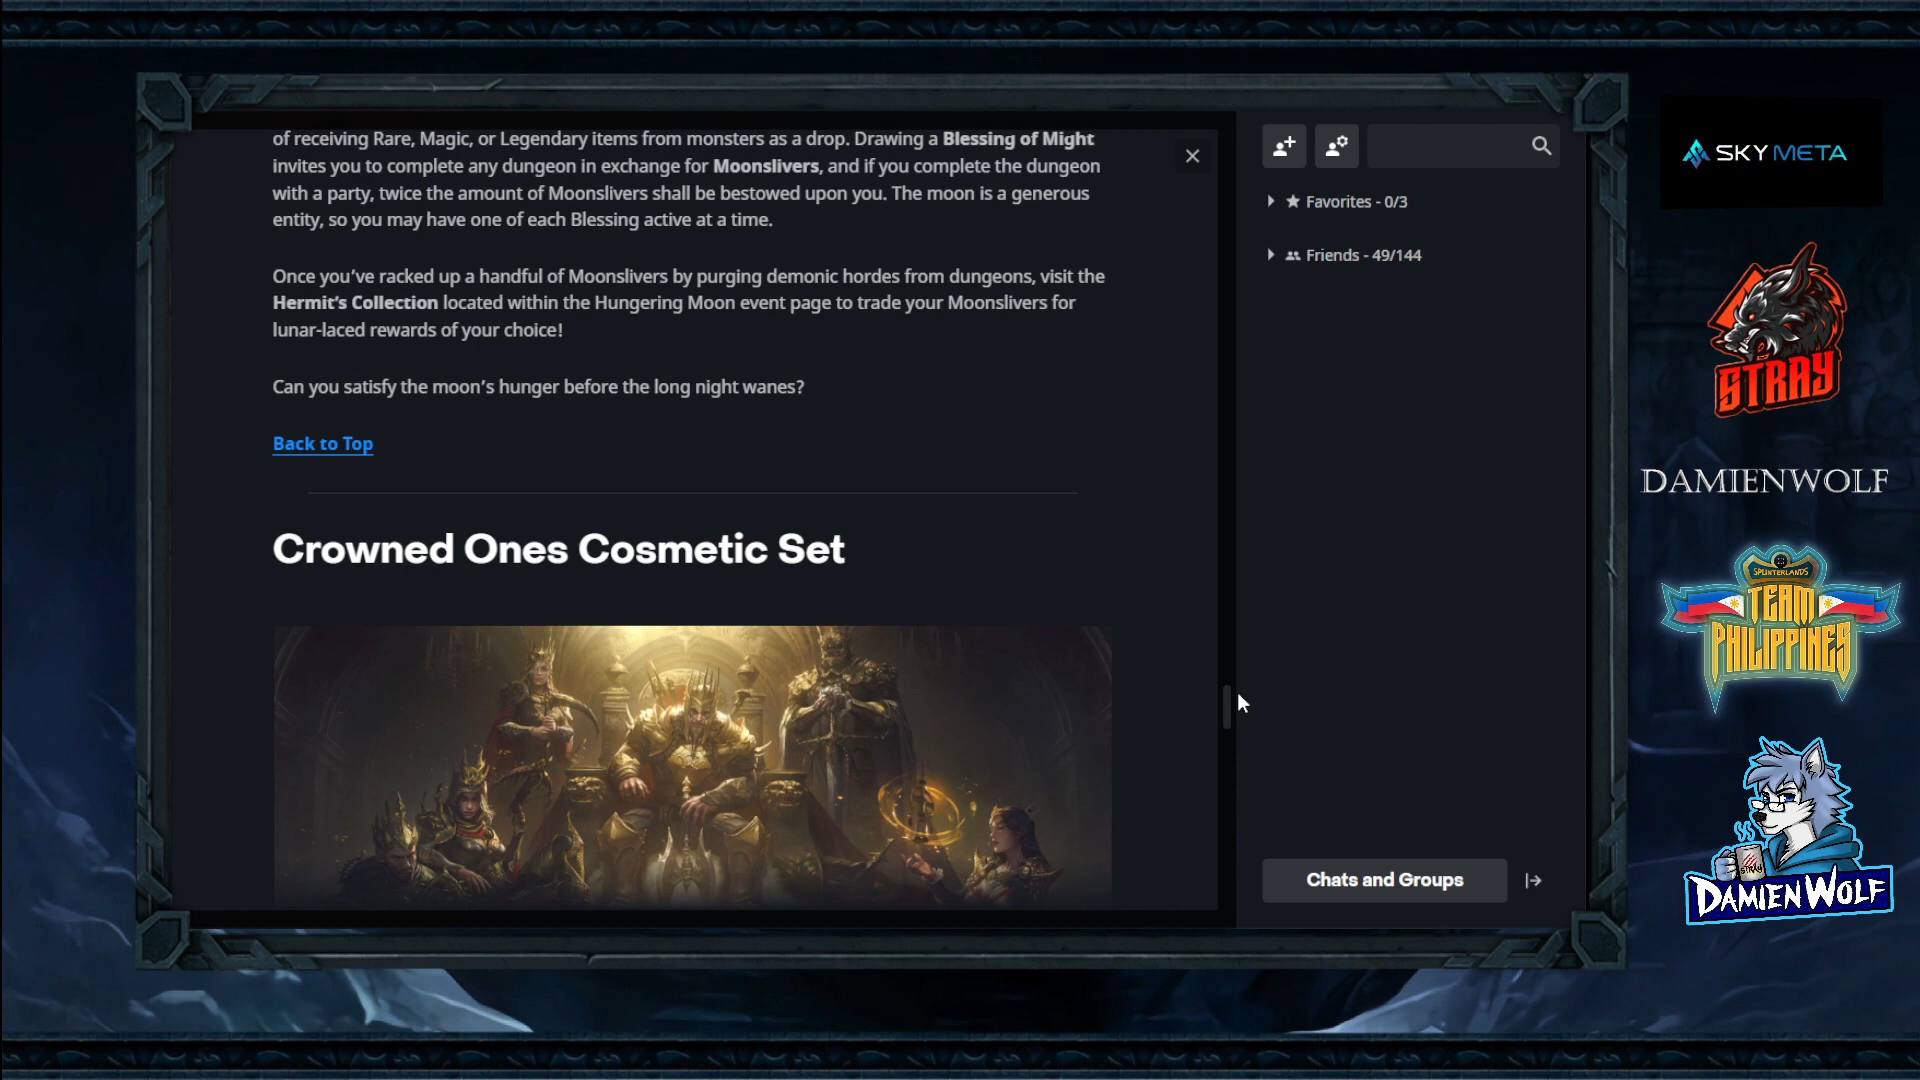 of receiving Rare, Magic, or Legendary items from monsters as a drop. Drawing a Blessing of Might
invites you to complete any dungeon in exchange for Moonslivers, and if you complete the dungeon
with a party, twice the amount of Moonslivers shall be bestowed upon you. The moon is a generous
entity, so you may have one of each Blessing active at a time.
Once you’ve racked up a handful of Moonslivers by purging demonic hordes from dungeons, visit the
Hermit’s Collection located within the Hungering Moon event page to trade your Moonslivers for
lunar-laced rewards of your choice!
Can you satisfy the moon’s hunger before the long night wanes?
Back to Top
Crowned Ones Cosmetic Set
Favorites - 0/3
Friends - 49/144
Chats and Groups
SKY META
STRAY
DAMIENWOLF
SPLINTERLANDS
TEAM
PHILIPPINES
STRAY
DAMIENWOLF